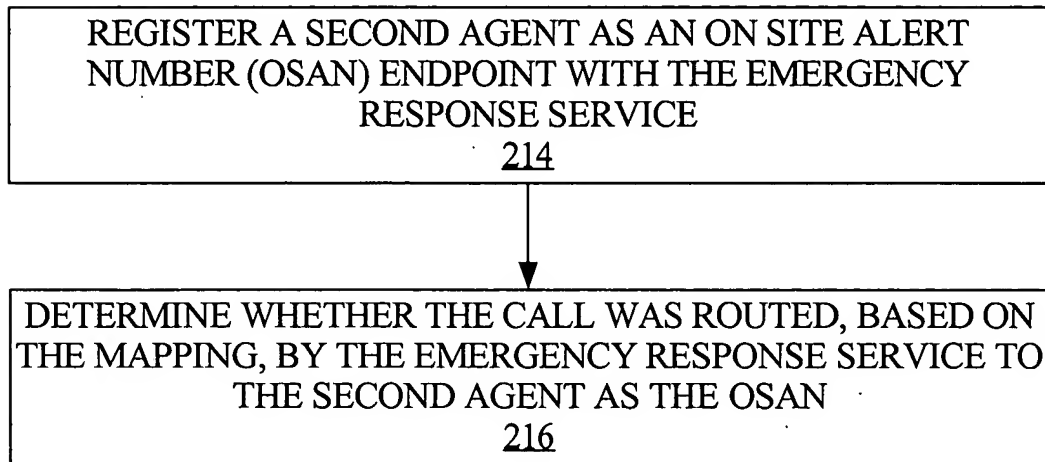 REGISTER A SECOND AGENT AS AN ON SITE ALERT
NUMBER (OSAN) ENDPOINT WITH THE EMERGENCY
RESPONSE SERVICE
214
DETERMINE WHETHER THE CALL WAS ROUTED, BASED ON
THE MAPPING, BY THE EMERGENCY RESPONSE SERVICE TO
THE SECOND AGENT AS THE OSAN
216